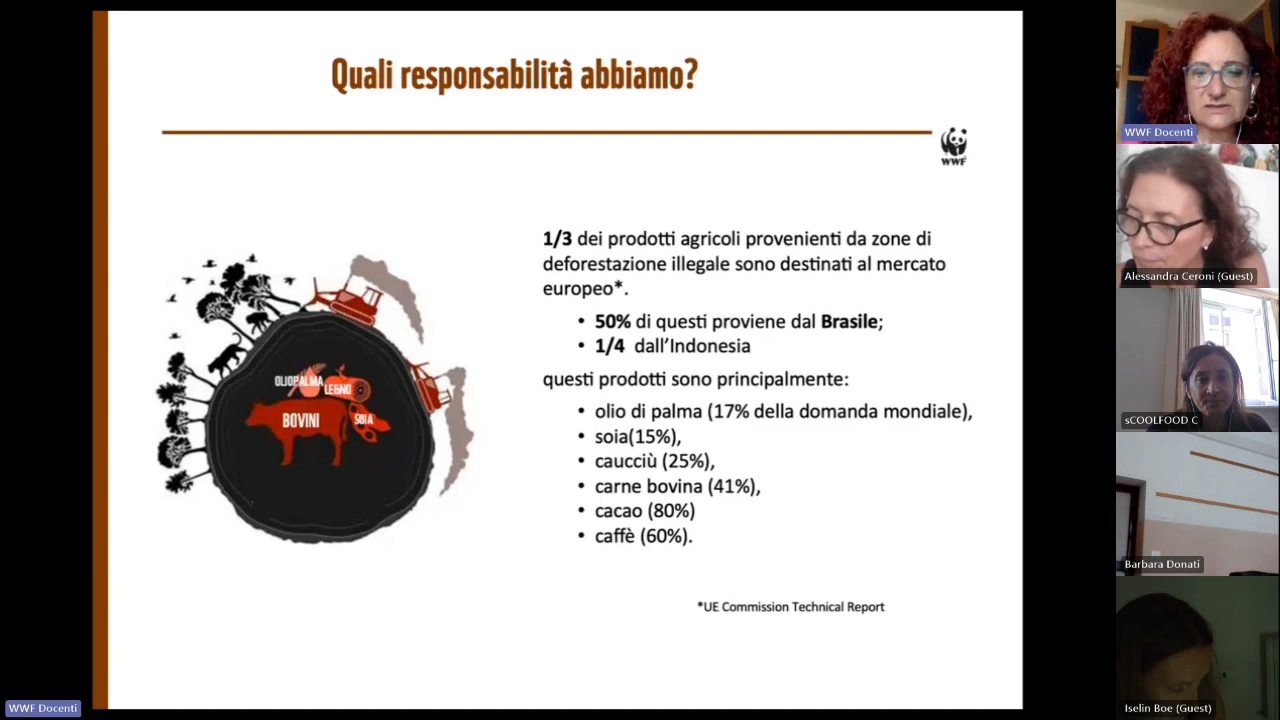 Quali responsabilità abbiamo?
WWF
1/3 dei prodotti agricoli provenienti da zone di
deforestazione illegale sono destinati al mercato
europeo*.
• 50% di questi proviene dal Brasile;
• 1/4 dall’Indonesia
questi prodotti sono principalmente:
• olio di palma (17% della domanda mondiale),
• soia(15%),
• caucciù (25%),
• carne bovina (41%),
• cacao (80%)
• caffè (60%).
*UE Commission Technical Report
OLIOPALMA
LEGNO
BOVINI
SOIA
WWF Docenti
WWF Docenti
Alessandra Ceroni (Guest)
sCOOLFOOD C
Barbara Donati
Iselin Boe (Guest)